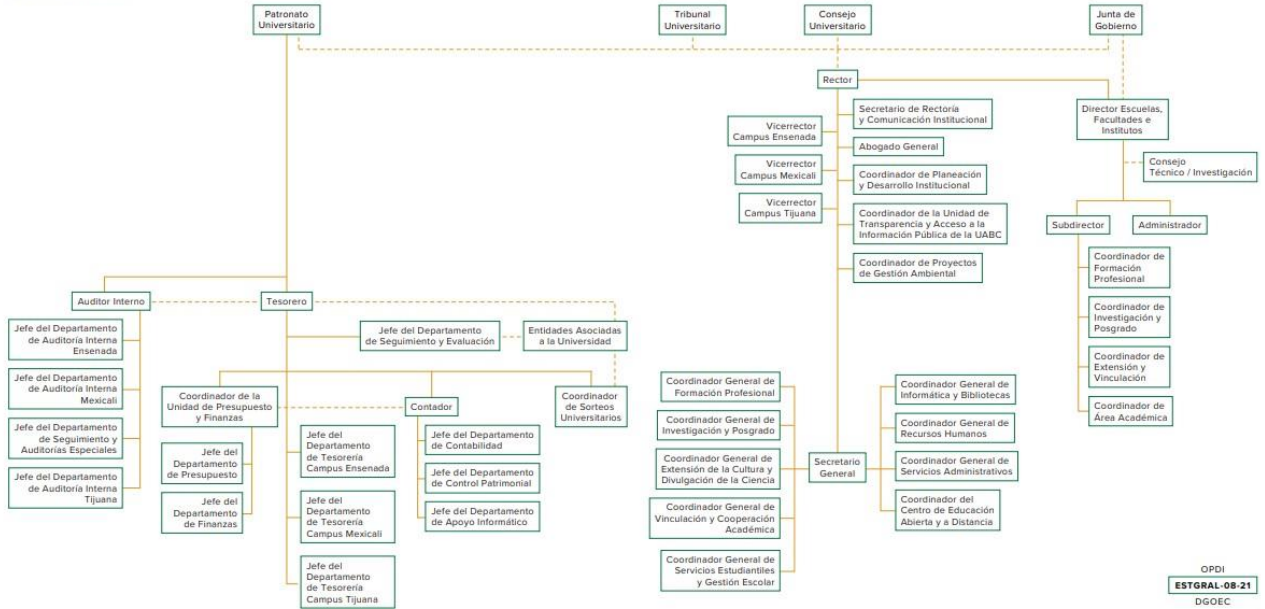 Patronato
Universitario
Tribunal
Universitario
Consejo
Universitario
Junta de
Gobierno
Rector
Secretario de Rectoría
y Comunicación Institucional
Director Escuelas,
Facultades e
Institutos
Vicerrector
Campus Ensenada
Abogado General
Vicerrector
Campus Mexicali
Consejo
Técnico / Investigación
Coordinador de Planeación
y Desarrollo Institucional
Vicerrector
Campus Tijuana
Coordinador de la Unidad de
Transparencia y Acceso a la
Información Pública de la UABC
Subdirector
Administrador
Coordinador de Proyectos
de Gestión Ambiental
Coordinador de
Formación
Profesional
Coordinador de
Investigación y
Posgrado
Coordinador de
Extensión y
Vinculación
Coordinador de
Área Académica
Auditor Interno
Tesorero
Jefe del Departamento
de Auditoría Interna
Ensenada
Jefe del Departamento
de Auditoría Interna
Mexicali
Jefe del Departamento
de Seguimiento y
Auditorías Especiales
Jefe del Departamento
de Auditoría Interna
Tijuana
Jefe del Departamento
de Seguimiento y Evaluación
Entidades Asociadas
a la Universidad
Coordinador de la
Unidad de Presupuesto
y Finanzas
Contador
Coordinador
de Sorteos
Universitarios
Jefe del
Departamento
de Presupuesto
Jefe del
Departamento
de Finanzas
Jefe del
Departamento
de Tesorería
Campus Ensenada
Jefe del
Departamento
de Tesorería
Campus Mexicali
Jefe del
Departamento
de Tesorería
Campus Tijuana
Jefe del Departamento
de Contabilidad
Jefe del Departamento
de Control Patrimonial
Jefe del Departamento
de Apoyo Informático
Coordinador General de
Formación Profesional
Coordinador General de
Investigación y Posgrado
Coordinador General de
Extensión de la Cultura y
Divulgación de la Ciencia
Coordinador General de
Vinculación y Cooperación
Académica
Coordinador General de
Servicios Estudiantiles
y Gestión Escolar
Secretario
General
Coordinador General de
Informática y Bibliotecas
Coordinador General de
Recursos Humanos
Coordinador General de
Servicios Administrativos
Coordinador del
Centro de Educación
Abierta y a Distancia
OPDI
ESTGRAL-08-21
DGOEC